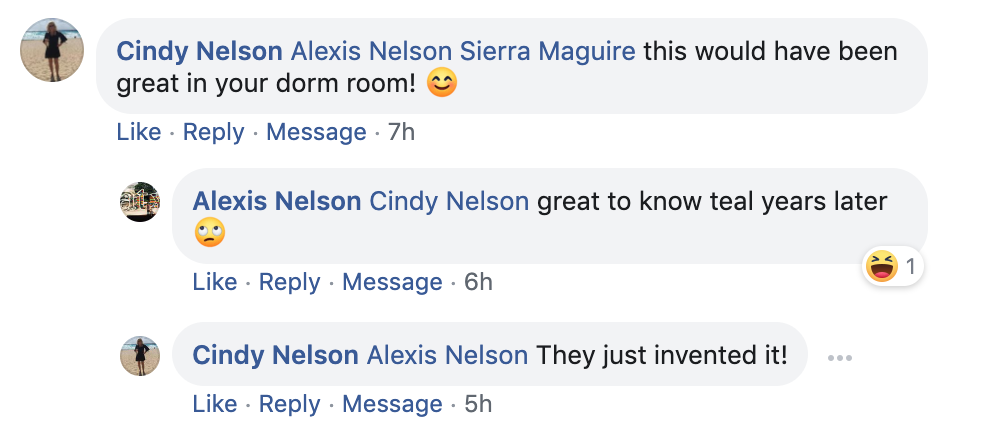 Cindy Nelson Alexis Nelson Sierra Maguire this would have been
great in your dorm room! 😊
Like · Reply · Message · 7h
Alexis Nelson Cindy Nelson great to know teal years later
🙄
😆 1
Like · Reply · Message · 6h
Cindy Nelson Alexis Nelson They just invented it!
Like · Reply · Message · 5h